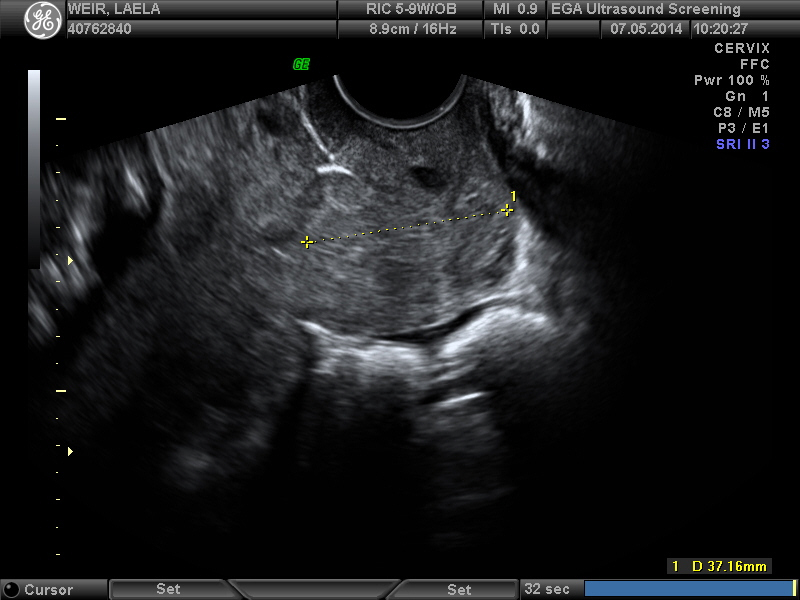 WEIR, LAELA RIC 5-9W/OB MI 0.9 EGA Ultrasound Screening
40762840 8.9cm / 16Hz TIs 0.0 07.05.2014 10:20:27
GE
CERVIX
FFC
Pwr 100 %
Gn 1
C8 / M5
P3 / E1
SRI II 3
1
1 D 37.16mm
Cursor Set Set 32 sec